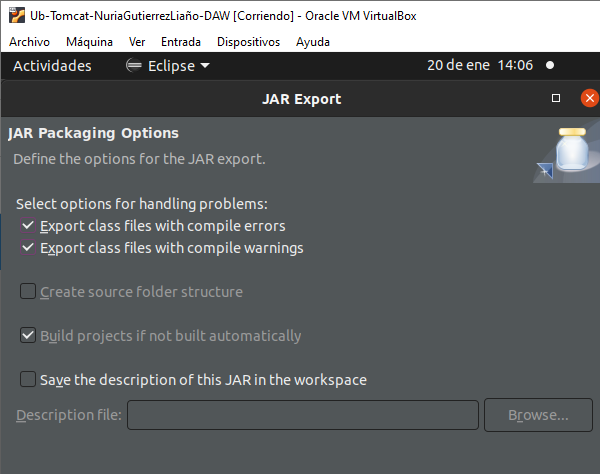 Ub-Tomcat-NuriaGutierrezLiaño-DAW [Corriendo] - Oracle VM VirtualBox
Archivo Máquina Ver Entrada Dispositivos Ayuda
Actividades Eclipse 20 de ene 14:06
JAR Export
JAR Packaging Options
Define the options for the JAR export.
Select options for handling problems:
Export class files with compile errors
Export class files with compile warnings
Create source folder structure
Build projects if not built automatically
Save the description of this JAR in the workspace
Description file: Browse...